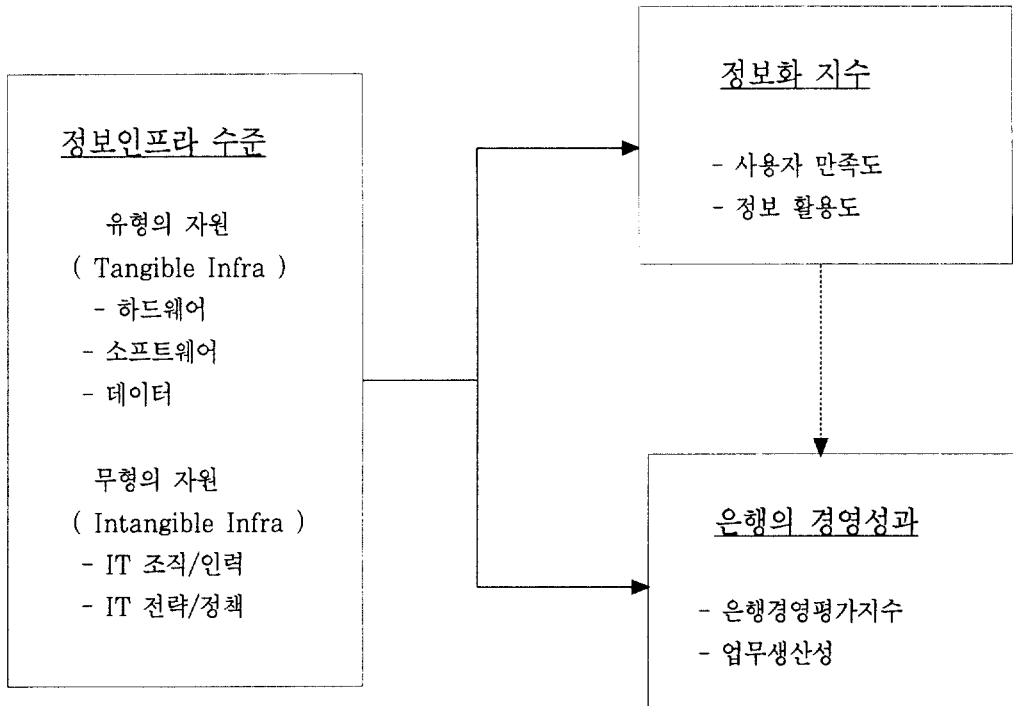 정보인프라 수준
유형의 자원
( Tangible Infra )
- 하드웨어
- 소프트웨어
- 데이터
무형의 자원
( Intangible Infra )
- IT 조직/인력
- IT 전략/정책
정보화 지수
- 사용자 만족도
- 정보 활용도
은행의 경영성과
- 은행경영평가지수
- 업무생산성